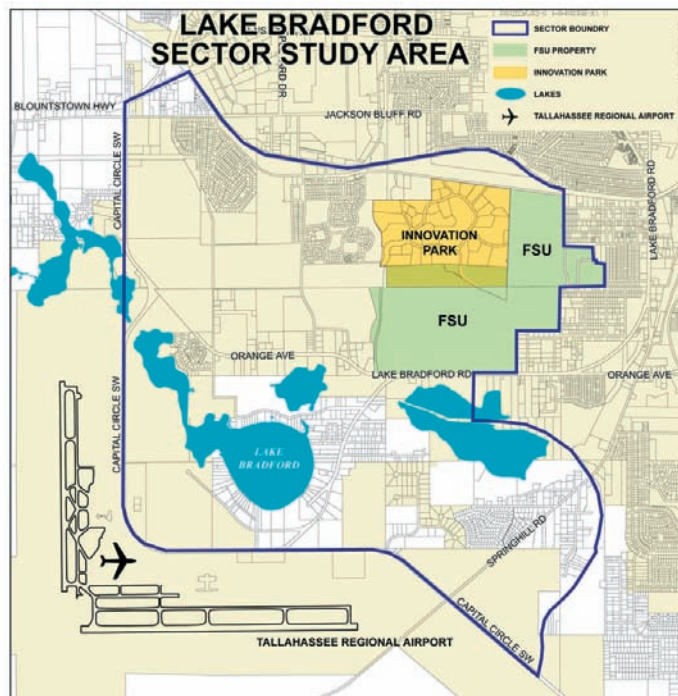 LAKE BRADFORD
SECTOR STUDY AREA
SECTOR BOUNDRY
FSU PROPERTY
INNOVATION PARK
LAKES
TALLAHASSEE REGIONAL AIRPORT
BLOUNTSTOWN HWY
JACKSON BLUFF RD
CAPITAL CIRCLE SW
LAKE BRADFORD RD
INNOVATION
PARK
FSU
FSU
ORANGE AVE
LAKE BRADFORD RD
ORANGE AVE
CAPITAL CIRCLE SW
LAKE
BRADFORD
SPRINGHILL RD
CAPITAL CIRCLE SW
TALLAHASSEE REGIONAL AIRPORT